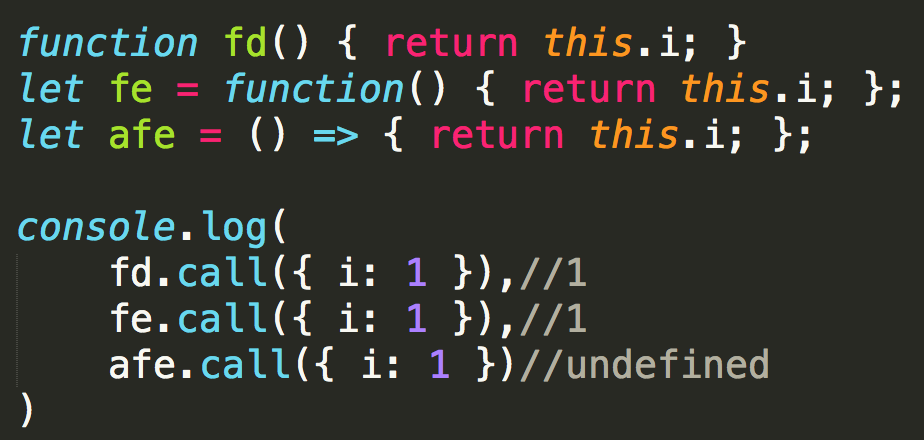 function fd() { return this.i; }
let fe = function() { return this.i; };
let afe = () => { return this.i; };
console.log(
fd.call({ i: 1 }),//1
fe.call({ i: 1 }),//1
afe.call({ i: 1 })//undefined
)